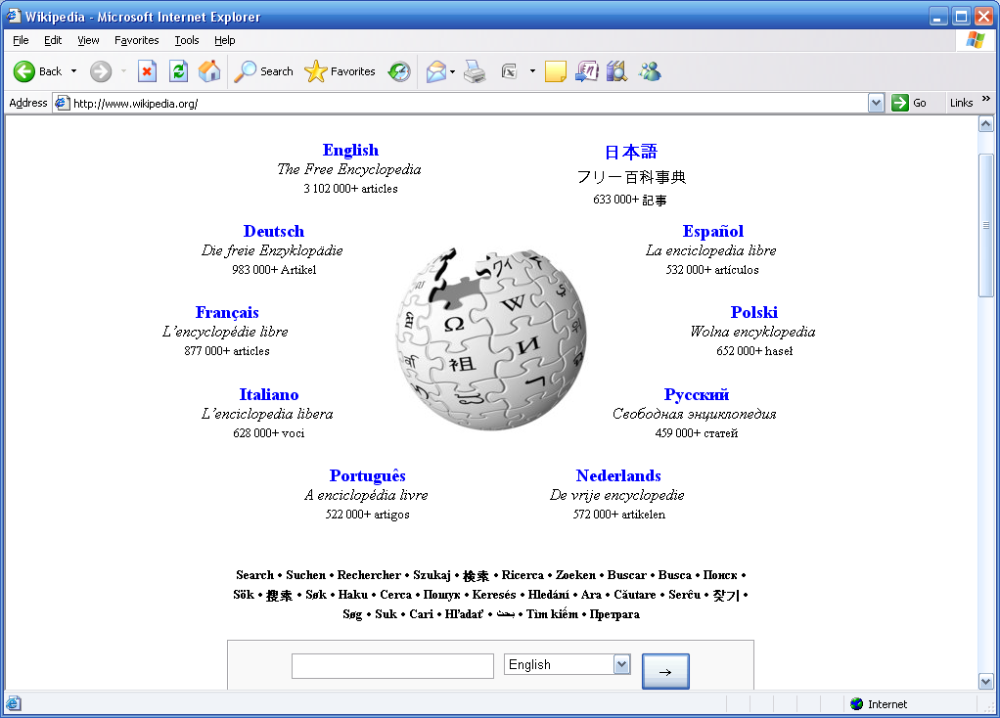 Wikipedia - Microsoft Internet Explorer
File Edit View Favorites Tools Help
Back Search Favorites
Address http://www.wikipedia.org/ Go Links »
English
The Free Encyclopedia
3 102 000+ articles
日本語
フリー百科事典
633 000+ 記事
Deutsch
Die freie Enzyklopädie
983 000+ Artikel
Español
La enciclopedia libre
532 000+ artículos
Français
L'encyclopédie libre
877 000+ articles
Polski
Wolna encyklopedia
652 000+ haseł
Italiano
L'enciclopedia libera
628 000+ voci
Русский
Свободная энциклопедия
459 000+ статей
Português
A enciclopédia livre
522 000+ artigos
Nederlands
De vrije encyclopedie
572 000+ artikelen
Ω W И 祖
Search • Suchen • Rechercher • Szukaj • 検索 • Ricerca • Zoeken • Buscar • Busca • Поиск •
Sök • 搜索 • Søk • Haku • Cerca • Пошук • Keresés • Hledání • Ara • Căutare • Serĉu • 찾기 •
Søg • Suk • Cari • Hľadať • بحث • Tìm kiếm • Претрага
English →
Internet